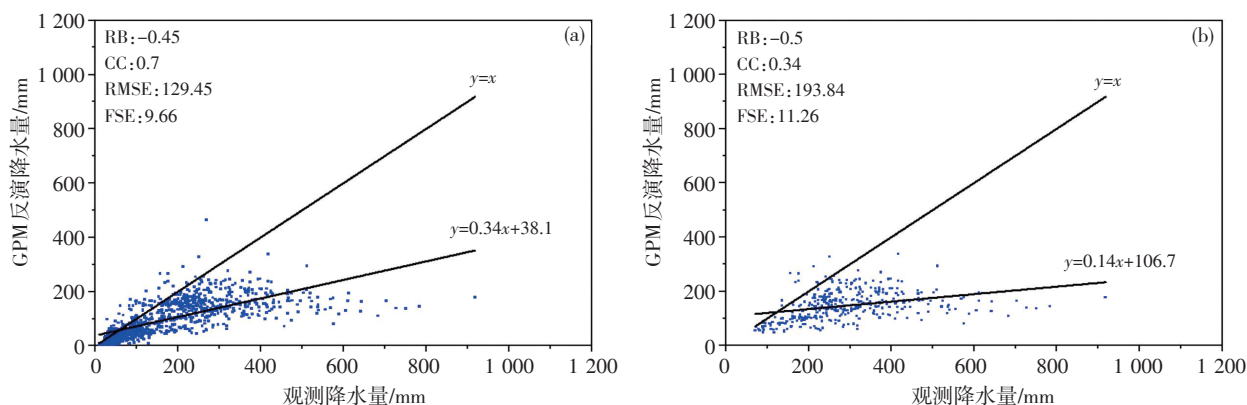 1 200
1 000
800
600
400
200
0
GPM反演降水量/mm
RB:-0.45
CC:0.7
RMSE:129.45
FSE:9.66
(a)
y=x
y=0.34x+38.1
0 200 400 600 800 1 000 1 200
观测降水量/mm
1 200
1 000
800
600
400
200
0
GPM反演降水量/mm
RB:-0.5
CC:0.34
RMSE:193.84
FSE:11.26
(b)
y=x
y=0.14x+106.7
0 200 400 600 800 1 000 1 200
观测降水量/mm